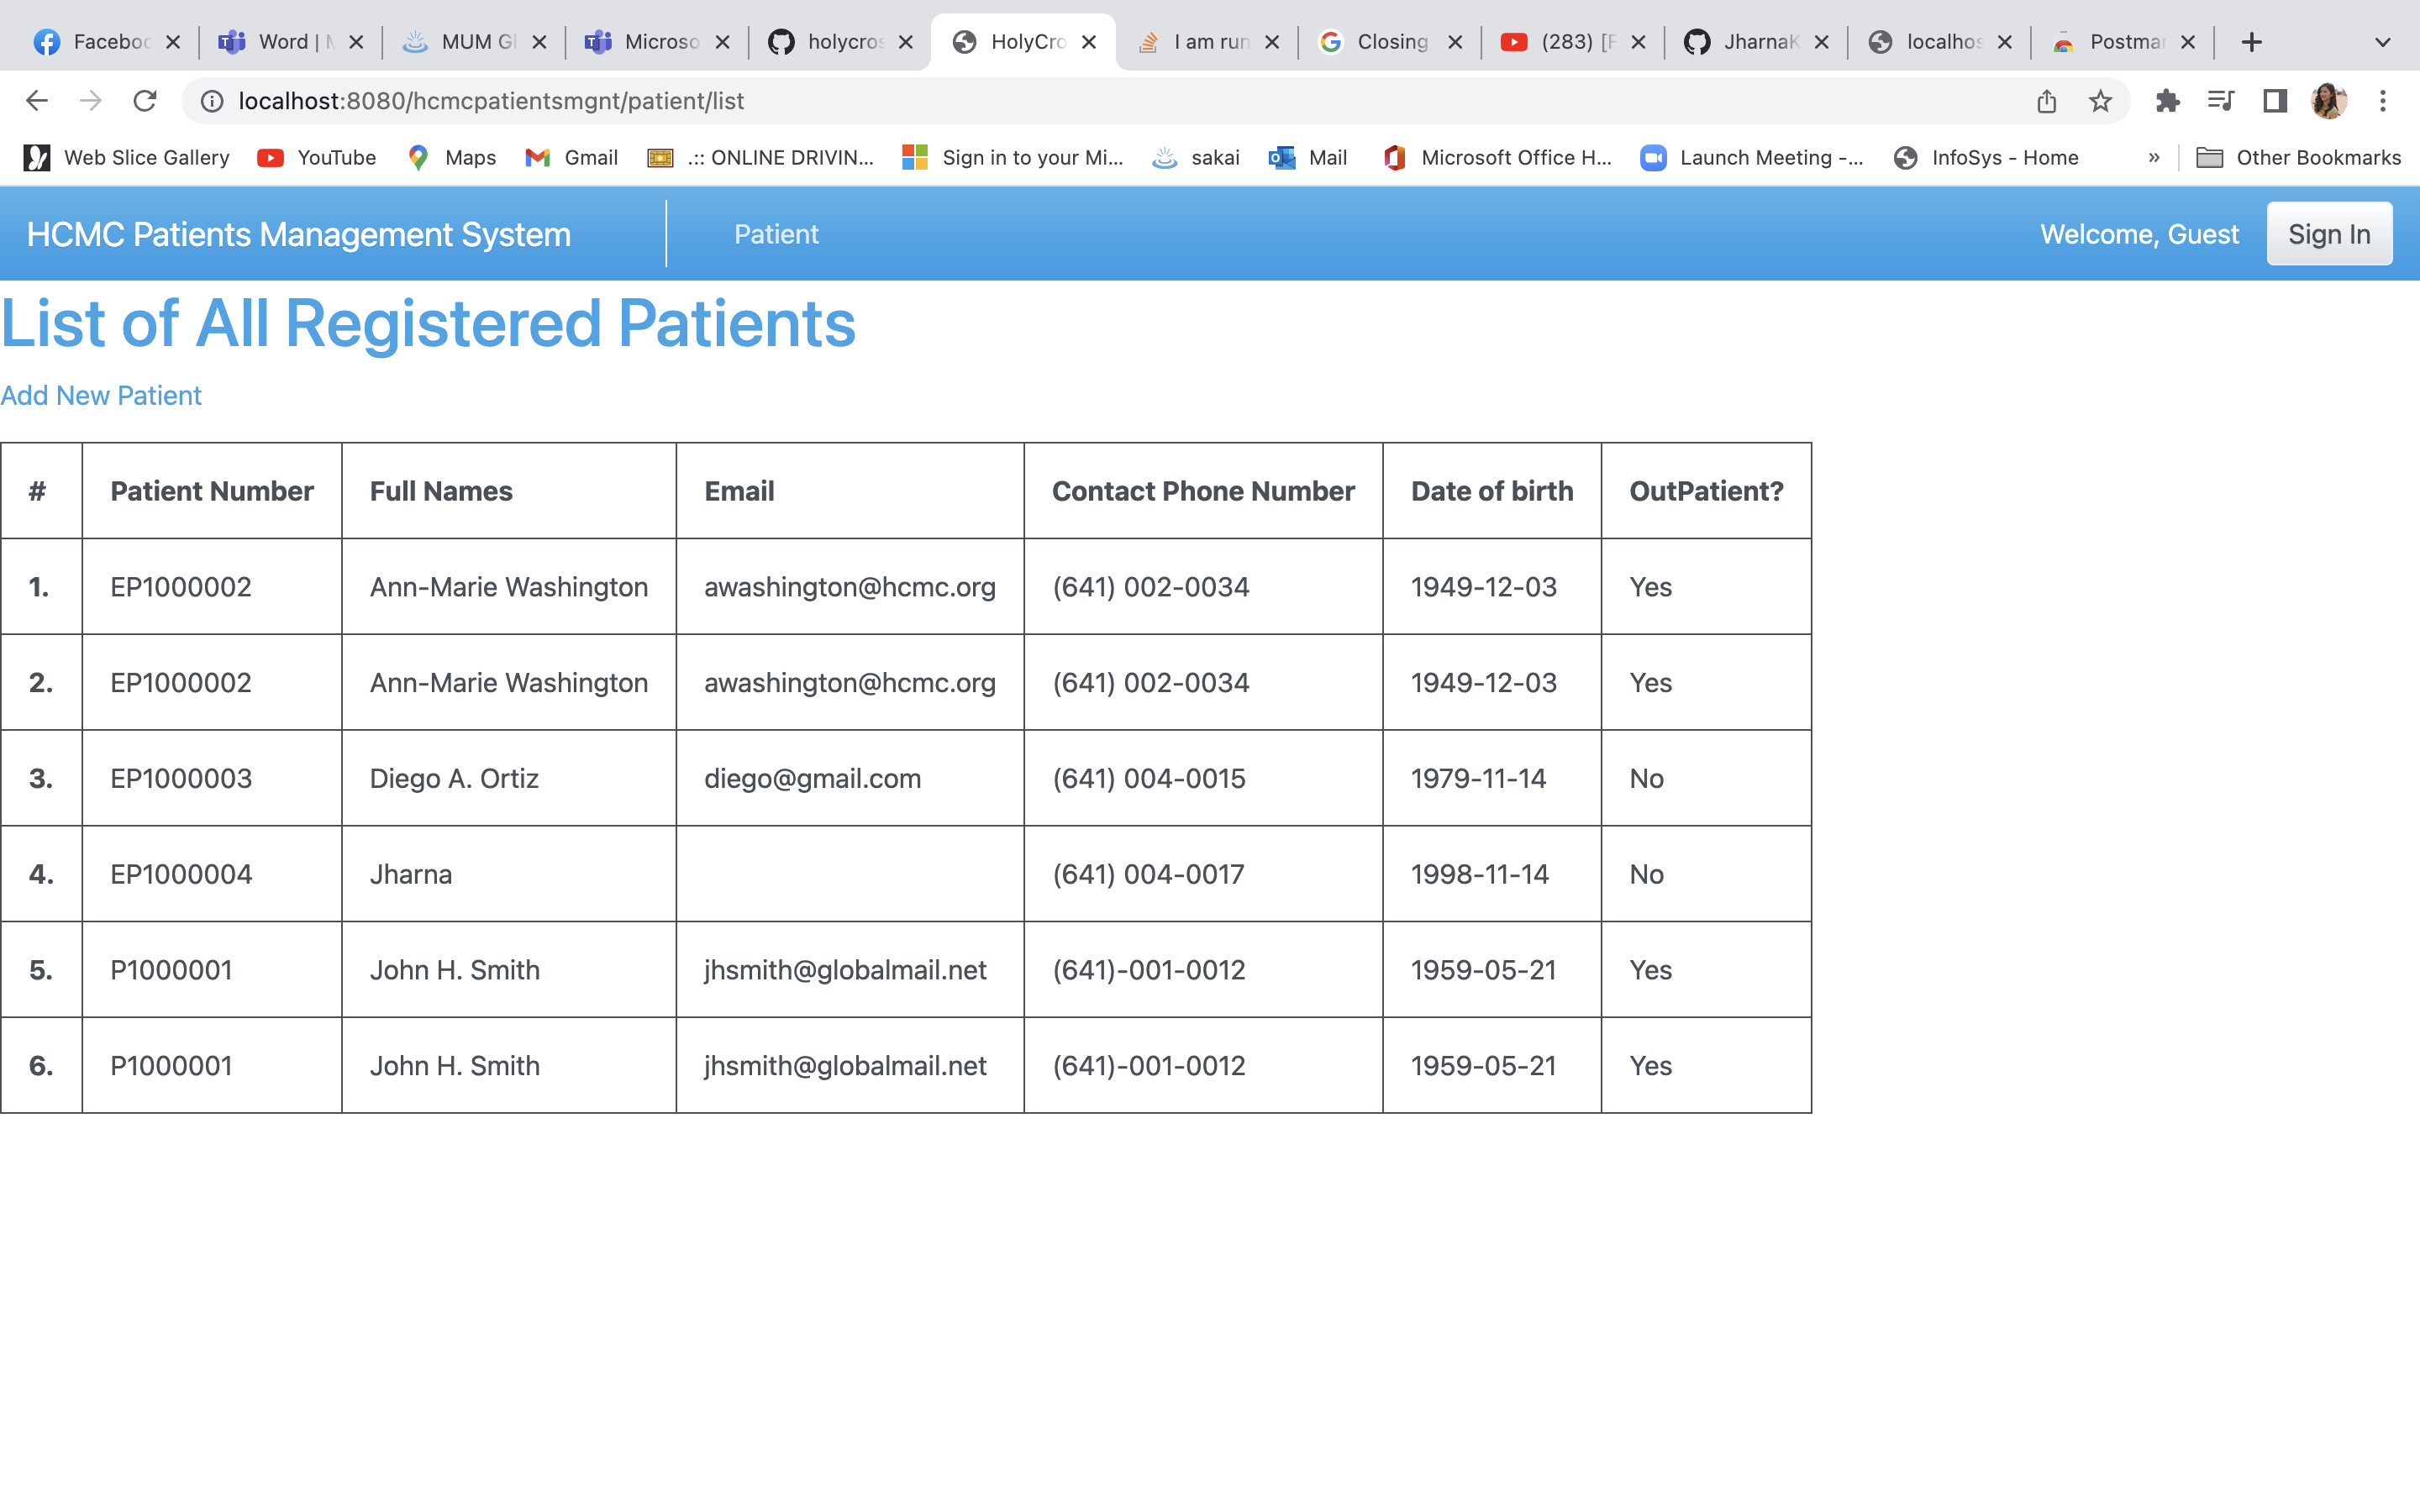 Faceboo Word | M MUM Gl Microso holycros HolyCro I am run Closing (283) [F JharnaK localhos Postma
localhost:8080/hcmcpatientsmgnt/patient/list
Web Slice Gallery YouTube Maps Gmail .:: ONLINE DRIVIN... Sign in to your Mi... sakai Mail Microsoft Office H... Launch Meeting -... InfoSys - Home » Other Bookmarks
HCMC Patients Management System Patient Welcome, Guest Sign In
List of All Registered Patients
Add New Patient
# Patient Number Full Names Email Contact Phone Number Date of birth OutPatient?
1. EP1000002 Ann-Marie Washington awashington@hcmc.org (641) 002-0034 1949-12-03 Yes
2. EP1000002 Ann-Marie Washington awashington@hcmc.org (641) 002-0034 1949-12-03 Yes
3. EP1000003 Diego A. Ortiz diego@gmail.com (641) 004-0015 1979-11-14 No
4. EP1000004 Jharna (641) 004-0017 1998-11-14 No
5. P1000001 John H. Smith jhsmith@globalmail.net (641)-001-0012 1959-05-21 Yes
6. P1000001 John H. Smith jhsmith@globalmail.net (641)-001-0012 1959-05-21 Yes